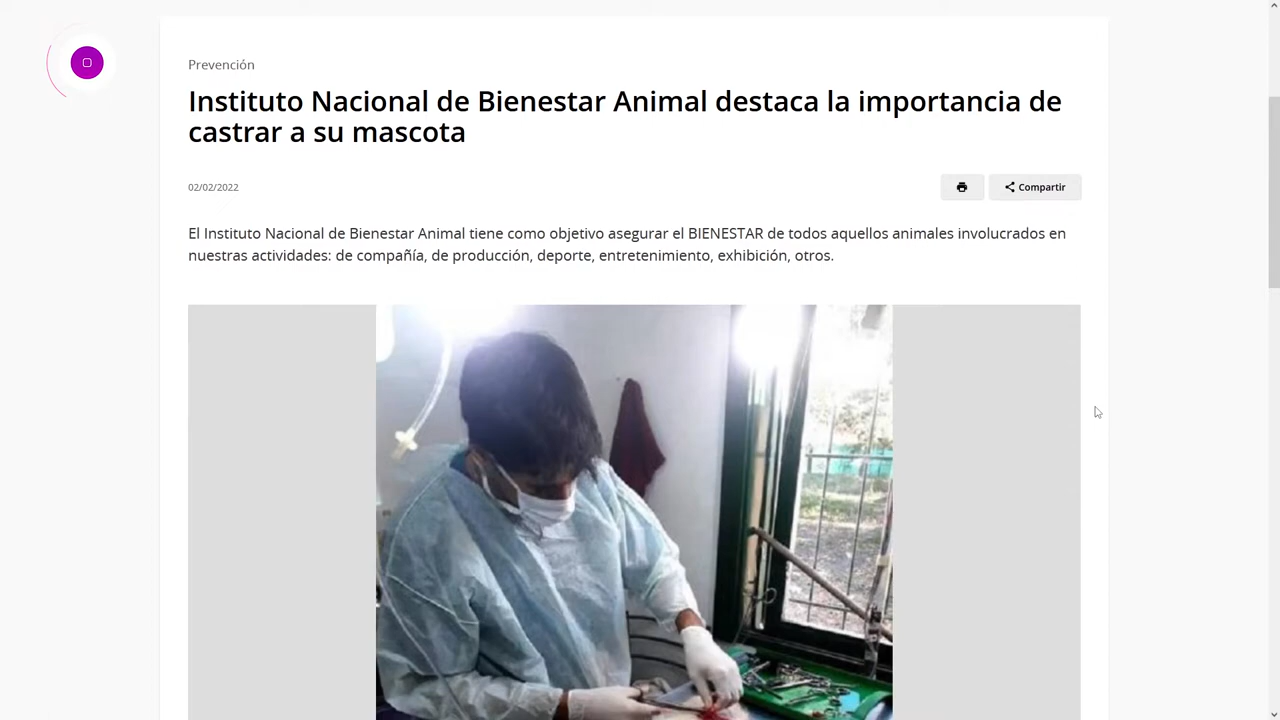 Prevención
Instituto Nacional de Bienestar Animal destaca la importancia de
castrar a su mascota
02/02/2022
Compartir
El Instituto Nacional de Bienestar Animal tiene como objetivo asegurar el BIENESTAR de todos aquellos animales involucrados en
nuestras actividades: de compañía, de producción, deporte, entretenimiento, exhibición, otros.